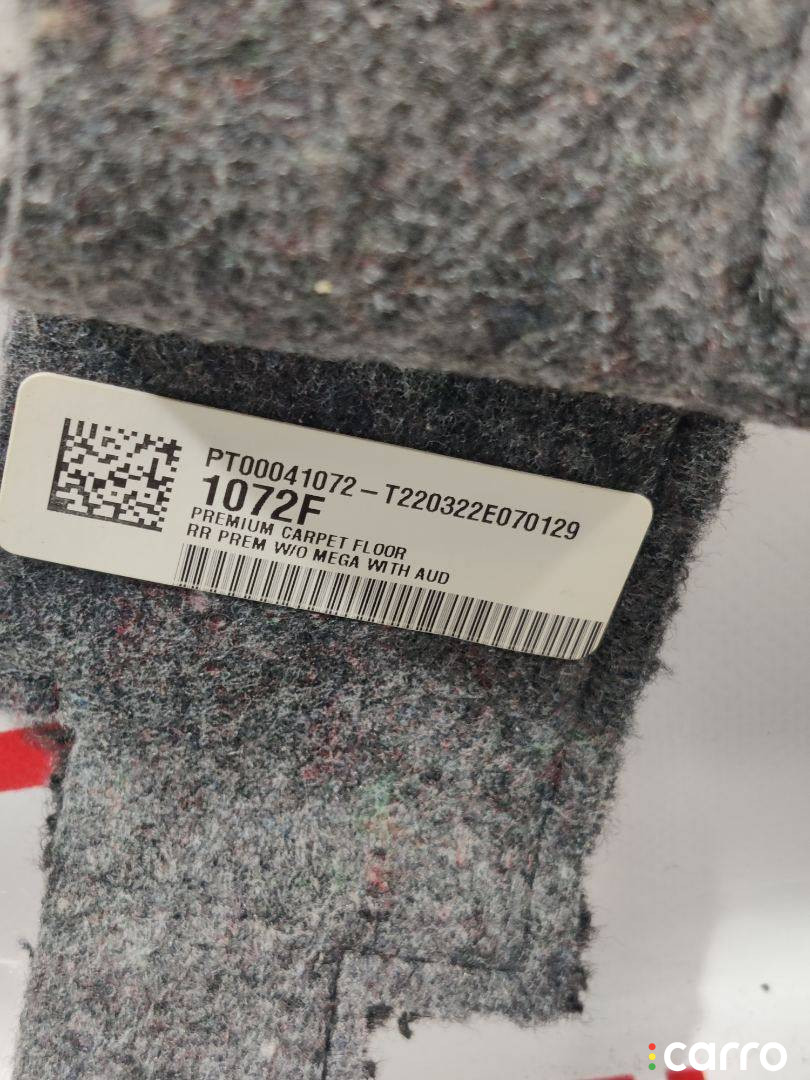 PT00041072-T220322E070129
1072F
PREMIUM CARPET FLOOR
RR PREM W/O MEGA WITH AUD
carro